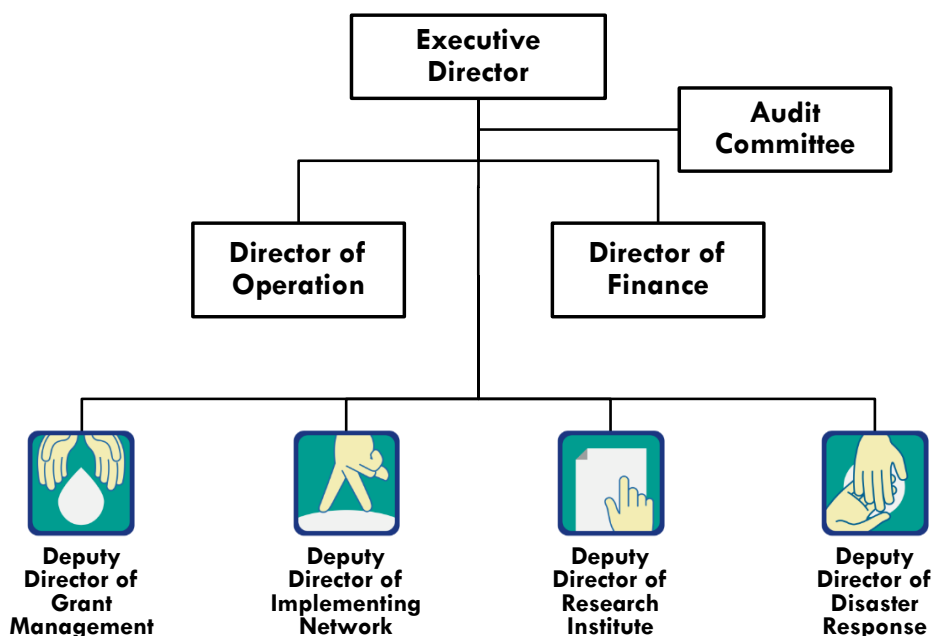 Executive
Director
Audit
Committee
Director of
Operation
Director of
Finance
Deputy
Director of
Grant
Management
Deputy
Director of
Implementing
Network
Deputy
Director of
Research
Institute
Deputy
Director of
Disaster
Response